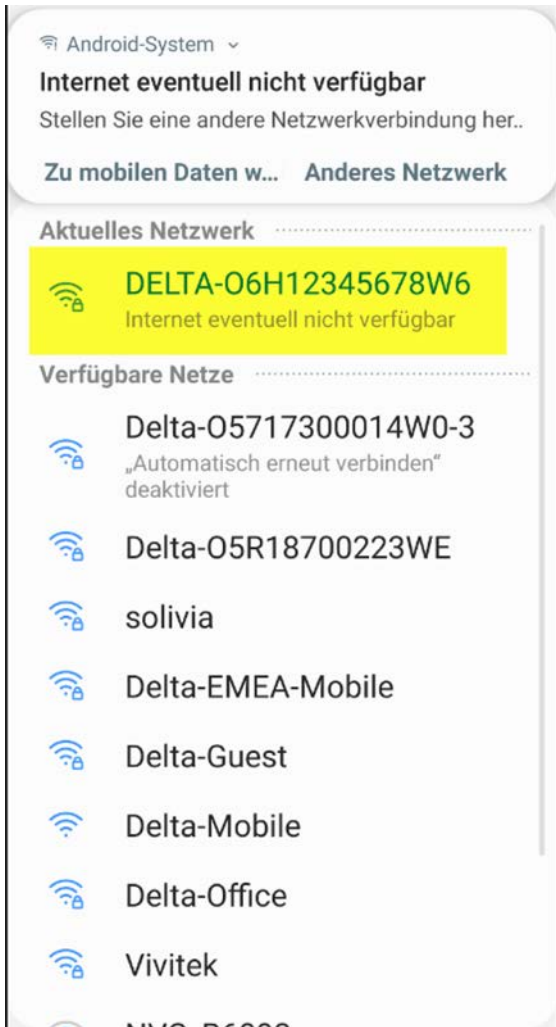 Android-System
Internet eventuell nicht verfügbar
Stellen Sie eine andere Netzwerkverbindung her..
Zu mobilen Daten w... Anderes Netzwerk
Aktuelles Netzwerk
DELTA-O6H12345678W6
Internet eventuell nicht verfügbar
Verfügbare Netze
Delta-O5717300014W0-3
„Automatisch erneut verbinden“
deaktiviert
Delta-O5R18700223WE
solivia
Delta-EMEA-Mobile
Delta-Guest
Delta-Mobile
Delta-Office
Vivitek